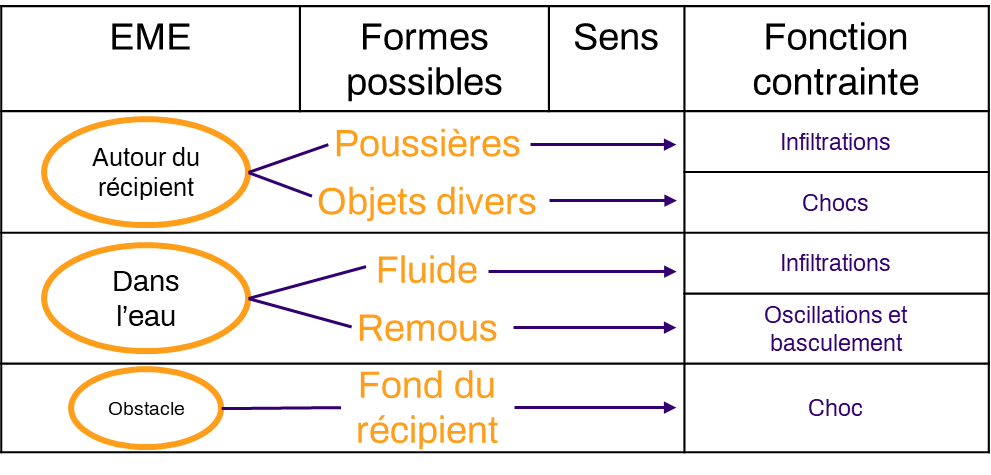 EME
Formes
possibles
Sens
Fonction
contrainte
Autour du
récipient
Poussières
Infiltrations
Objets divers
Chocs
Dans
l’eau
Fluide
Infiltrations
Remous
Oscillations et
basculement
Obstacle
Fond du
récipient
Choc